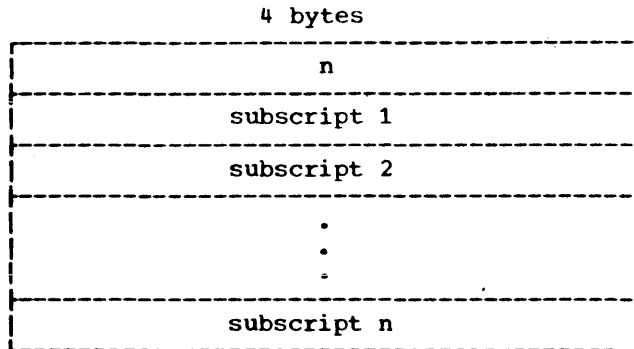 4 bytes
n
subscript 1
subscript 2
.
.
.
subscript n